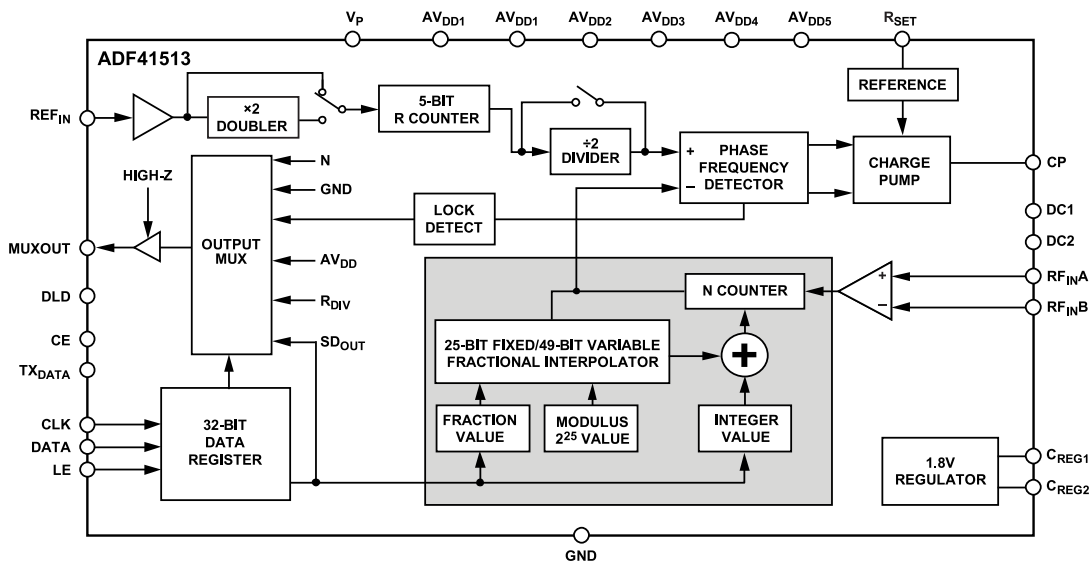 VP
AVDD1
AVDD1
AVDD2
AVDD3
AVDD4
AVDD5
RSET
ADF41513
REFIN
×2
DOUBLER
5-BIT
R COUNTER
÷2
DIVIDER
+
−
PHASE
FREQUENCY
DETECTOR
REFERENCE
CHARGE
PUMP
CP
HIGH-Z
MUXOUT
OUTPUT
MUX
N
GND
LOCK
DETECT
AVDD
RDIV
SDOUT
DC1
DC2
RFINA
RFINB
+
−
N COUNTER
25-BIT FIXED/49-BIT VARIABLE
FRACTIONAL INTERPOLATOR
+
DLD
CE
TXDATA
CLK
DATA
LE
32-BIT
DATA
REGISTER
FRACTION
VALUE
MODULUS
2²⁵ VALUE
INTEGER
VALUE
1.8V
REGULATOR
CREG1
CREG2
GND